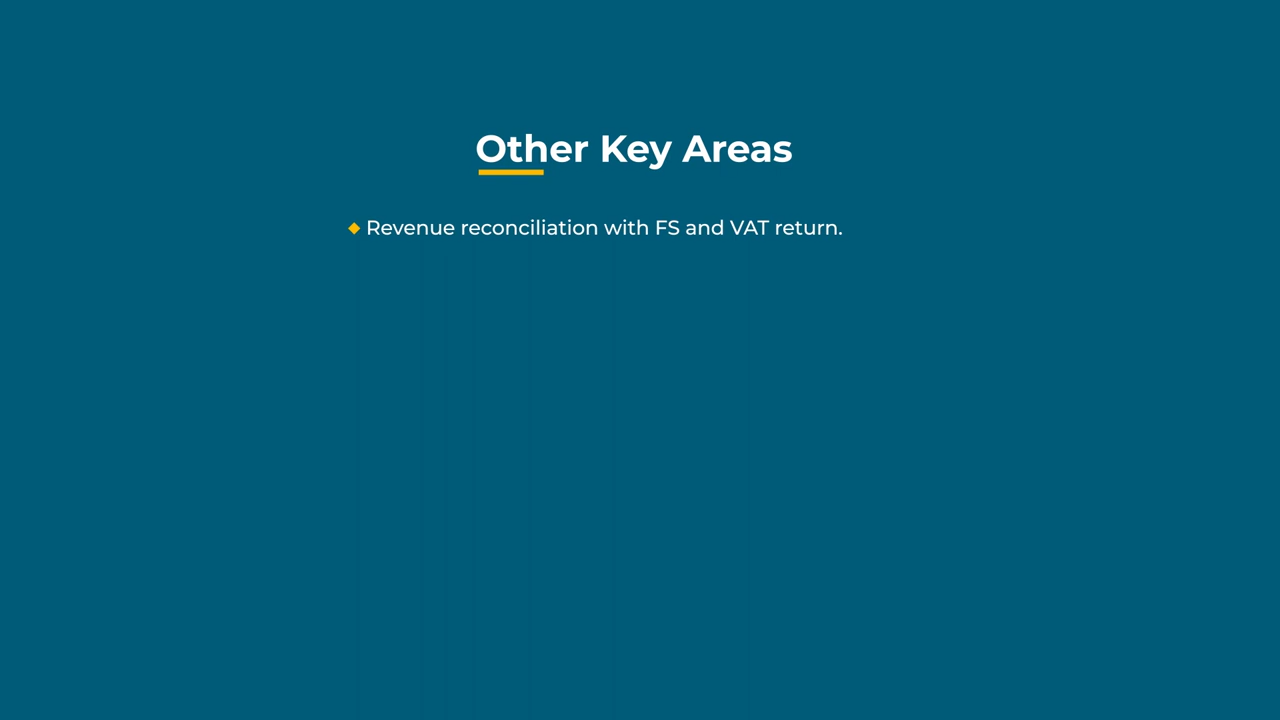 Other Key Areas
Revenue reconciliation with FS and VAT return.